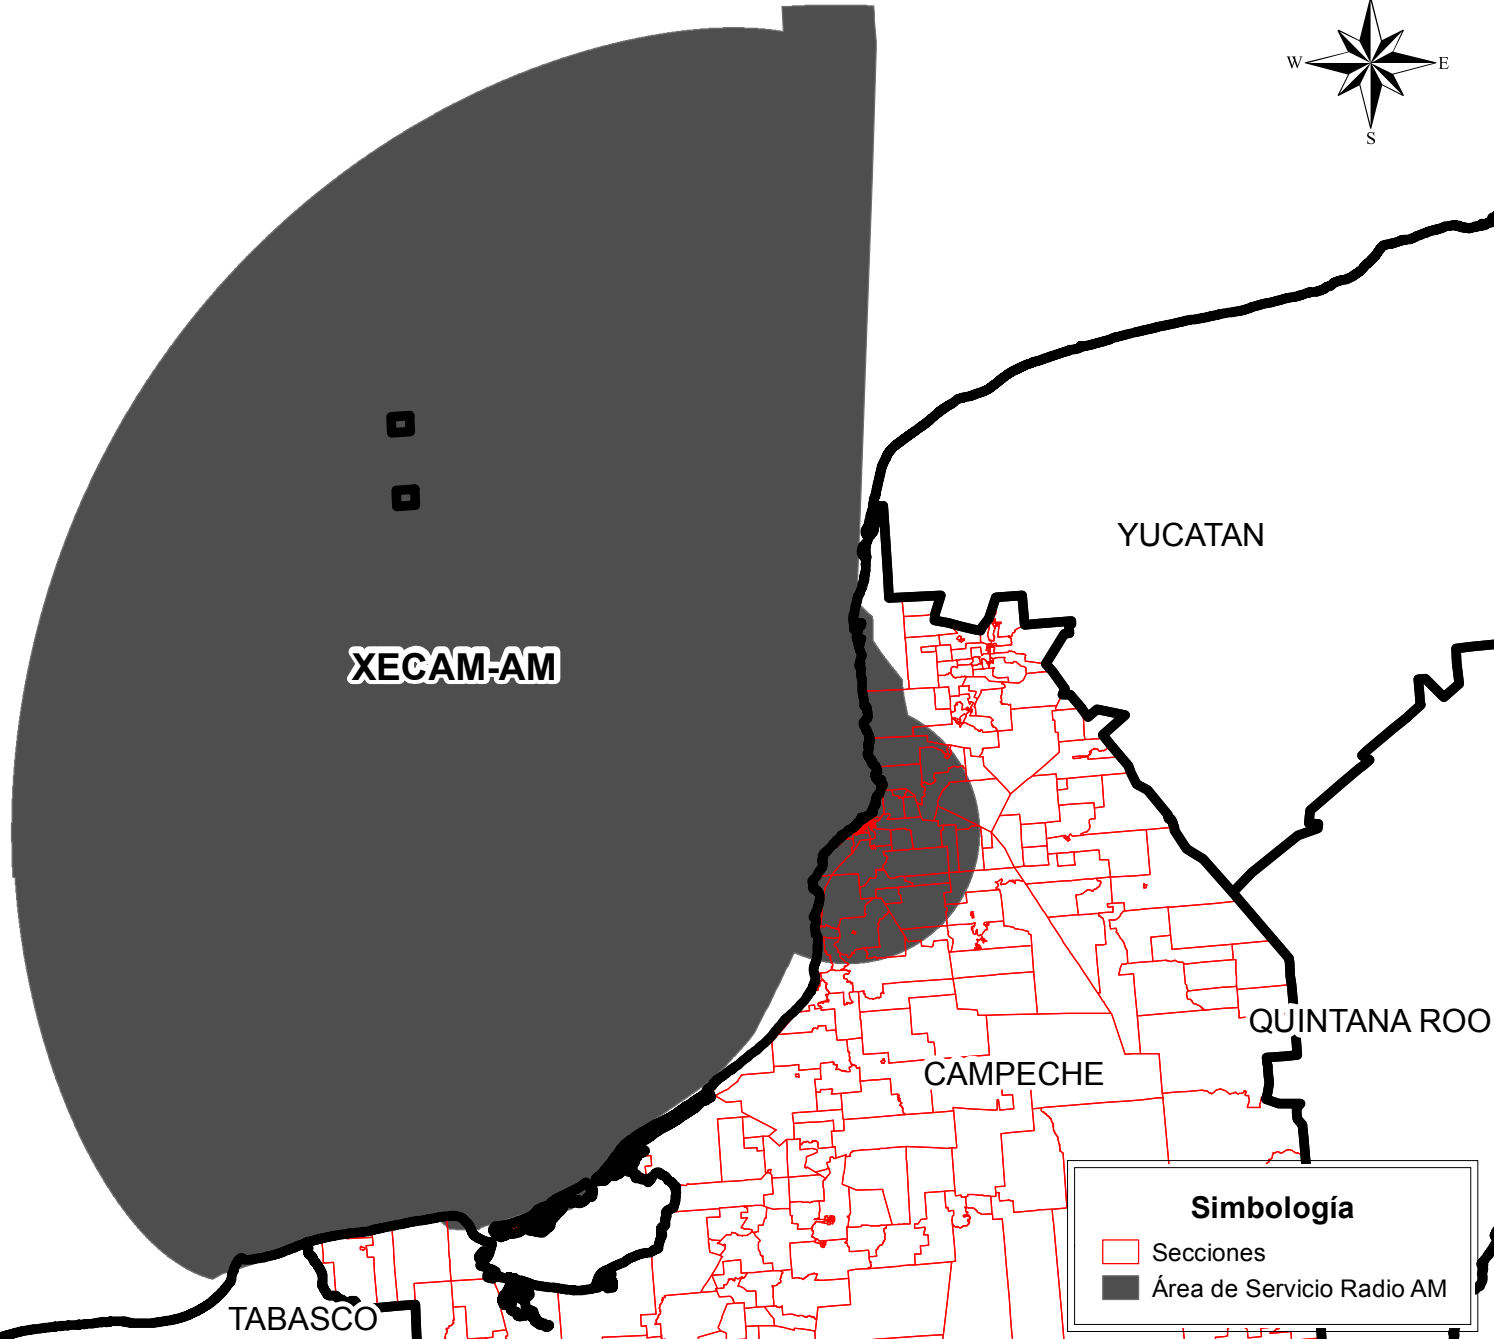 W E
S
YUCATAN
XECAM-AM
QUINTANA ROO
CAMPECHE
Simbología
Secciones
Área de Servicio Radio AM
TABASCO